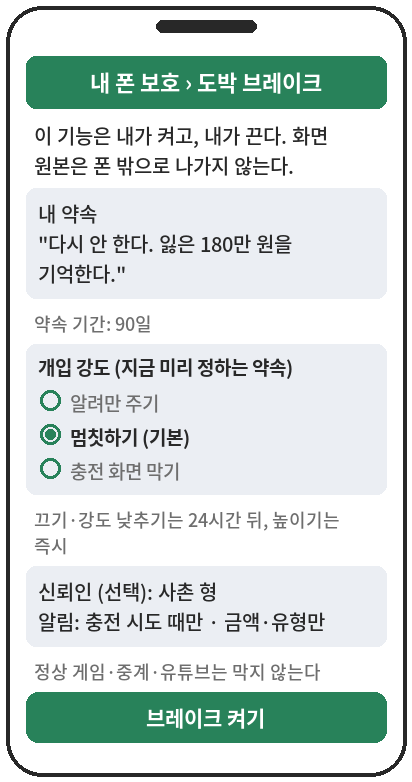 내 폰 보호 › 도박 브레이크
이 기능은 내가 켜고, 내가 끈다. 화면
원본은 폰 밖으로 나가지 않는다.
내 약속
"다시 안 한다. 잃은 180만 원을
기억한다."
약속 기간: 90일
개입 강도 (지금 미리 정하는 약속)
알려만 주기
멈칫하기 (기본)
충전 화면 막기
끄기·강도 낮추기는 24시간 뒤, 높이기는
즉시
신뢰인 (선택): 사촌 형
알림: 충전 시도 때만 · 금액·유형만
정상 게임·중계·유튜브는 막지 않는다
브레이크 켜기